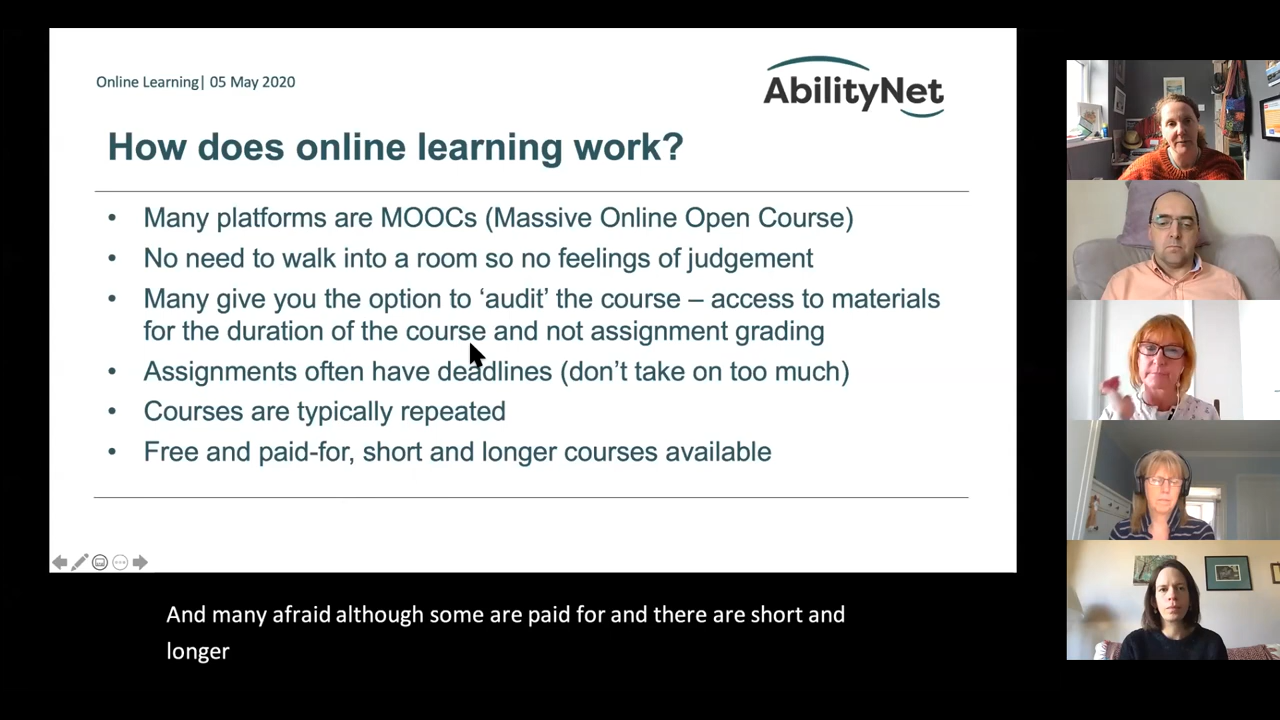 Online Learning| 05 May 2020
AbilityNet
How does online learning work?
• Many platforms are MOOCs (Massive Online Open Course)
• No need to walk into a room so no feelings of judgement
• Many give you the option to ‘audit’ the course – access to materials
for the duration of the course and not assignment grading
• Assignments often have deadlines (don’t take on too much)
• Courses are typically repeated
• Free and paid-for, short and longer courses available
And many afraid although some are paid for and there are short and
longer